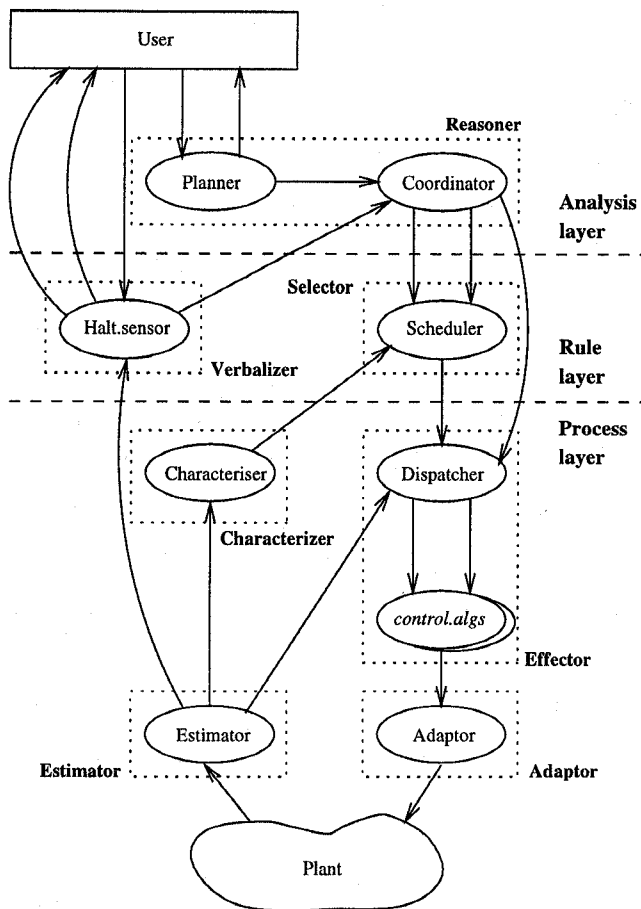 User
Reasoner
Planner
Coordinator
Analysis
layer
Selector
Halt.sensor
Scheduler
Verbalizer
Rule
layer
Process
layer
Characteriser
Dispatcher
Characterizer
control.algs
Effector
Estimator
Adaptor
Estimator
Adaptor
Plant